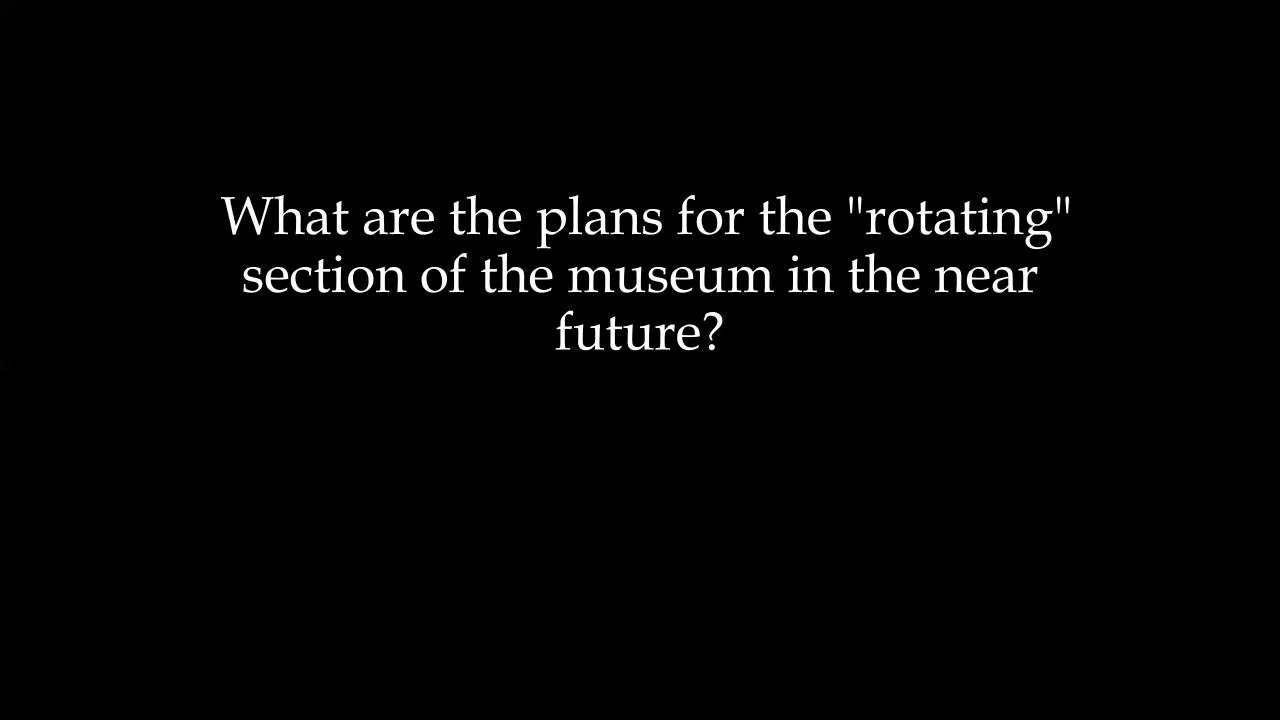 What are the plans for the "rotating"
section of the museum in the near
future?